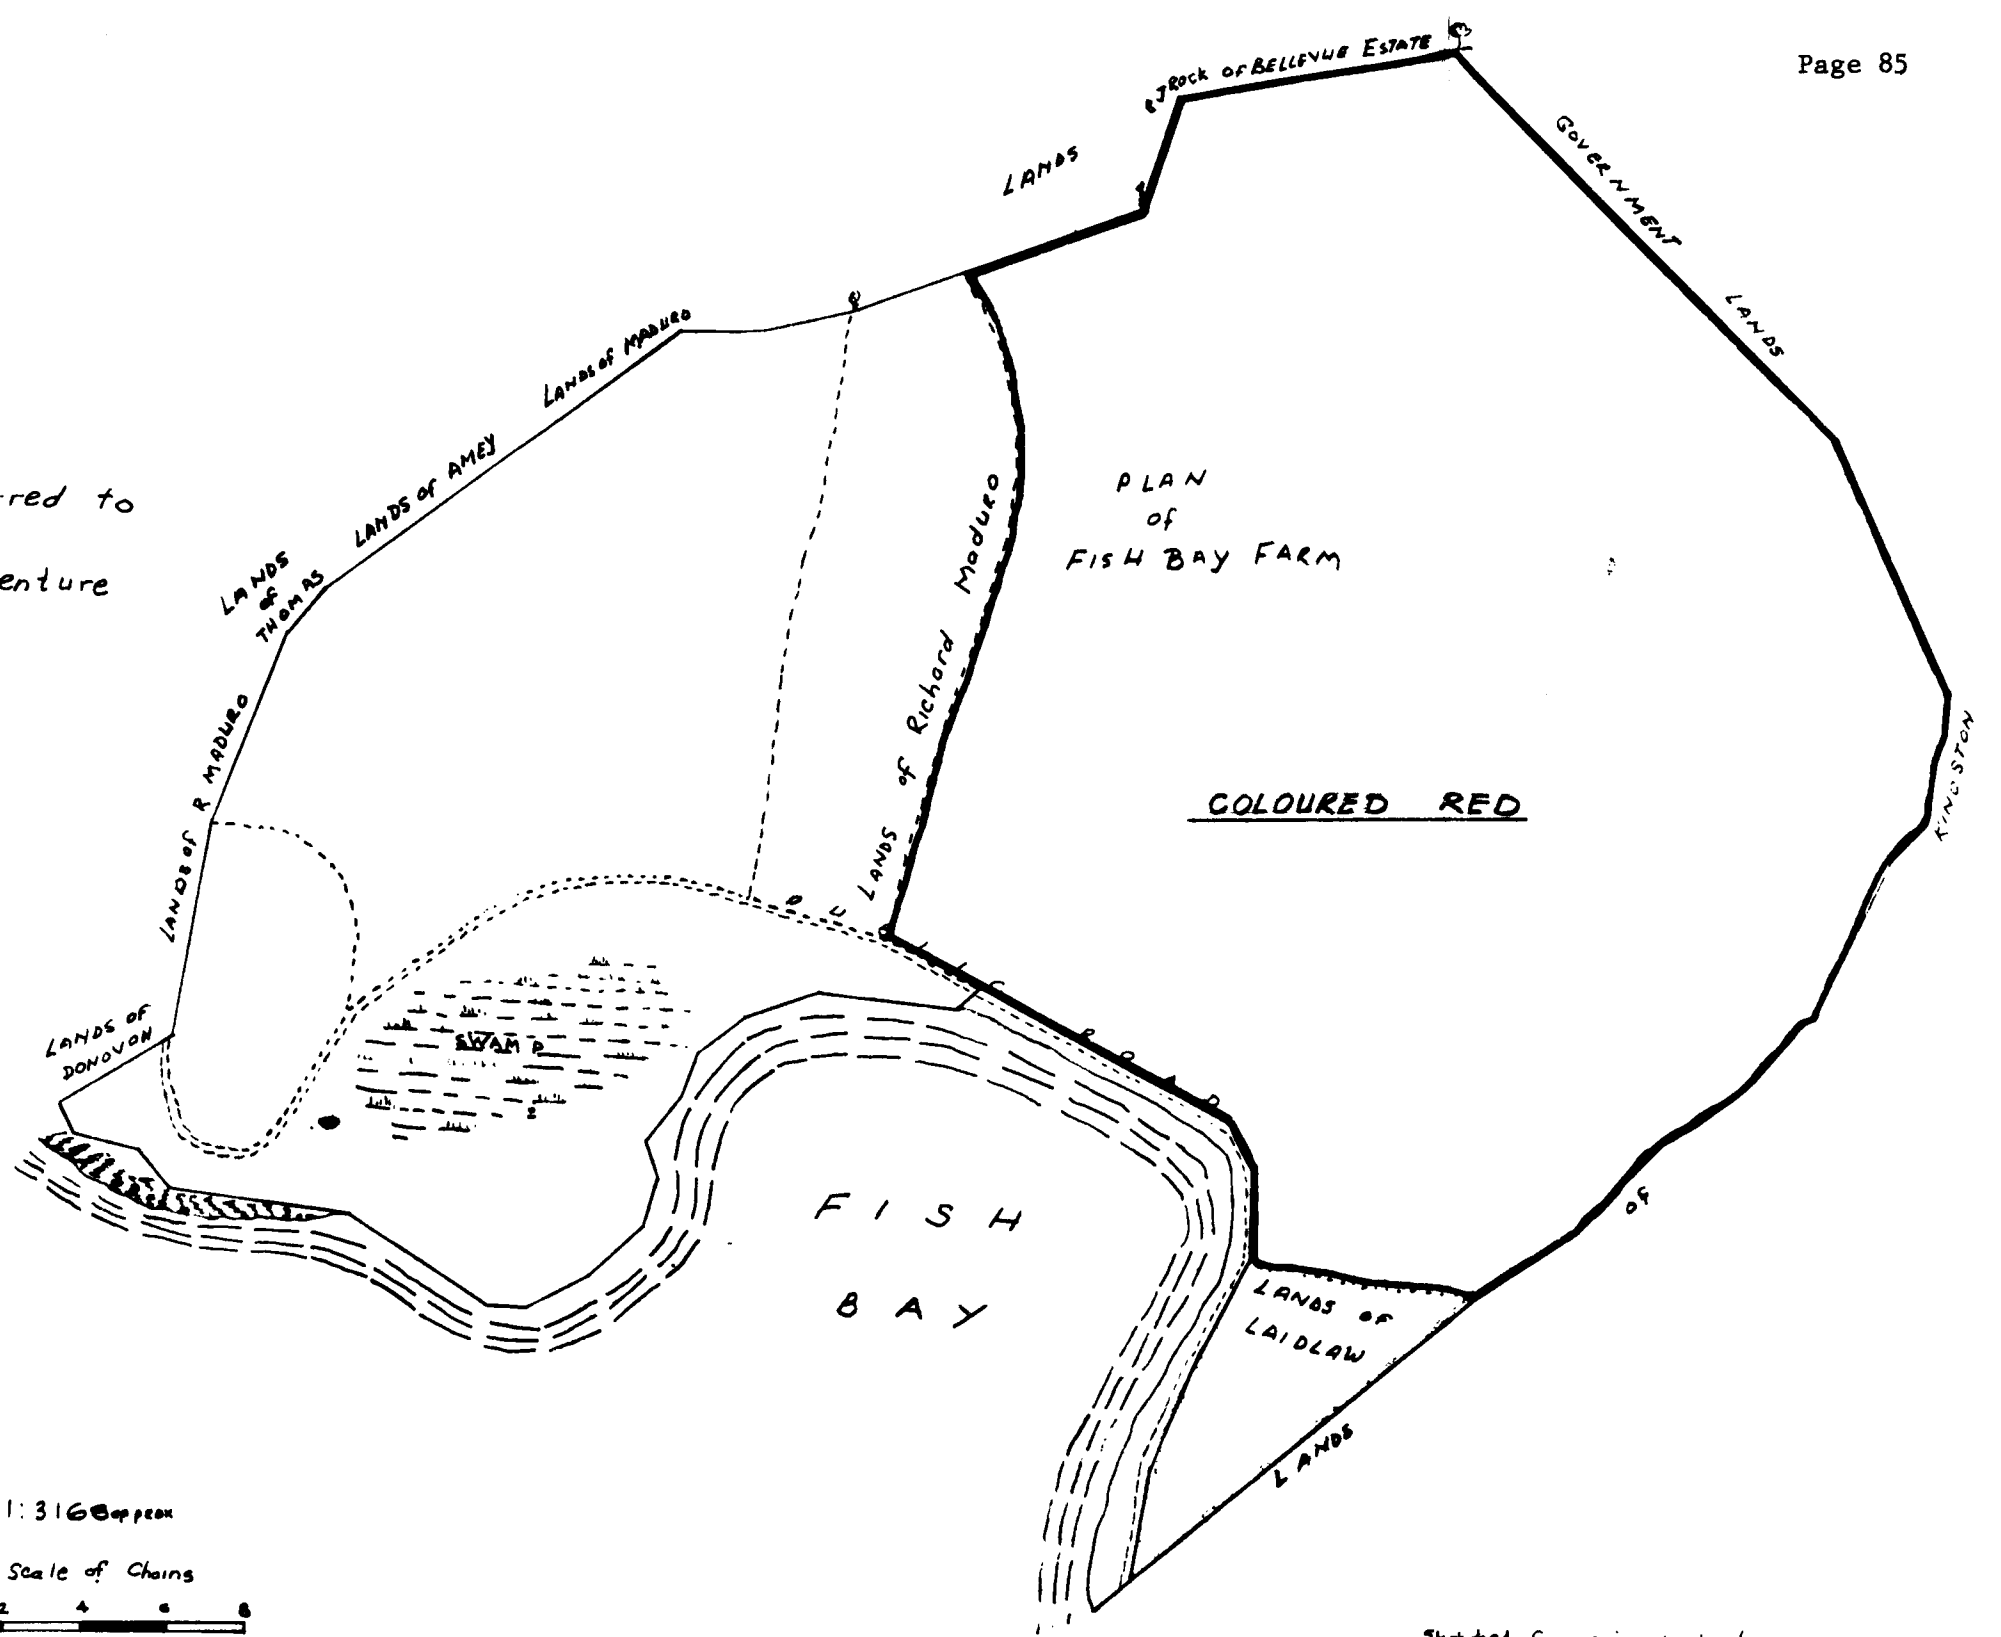 Page 85
LANDS
ROCK of BELLEVUE ESTATE
GOVERNMENT LANDS
LANDS of MADURO
LANDS of AMEY
LANDS
of
THOMAS
LANDS of R MADURO
LANDS OF
DONOVON
red to
enture
PLAN
of
FISH BAY FARM
LANDS of Richard Maduro
COLOURED RED
KINGSTON
OF
LANDS
PUBLIC ROAD
SWAMP
FISH
BAY
LANDS OF
LAIDLAW
1:3168 approx
Scale of Chains
2 4 6 8